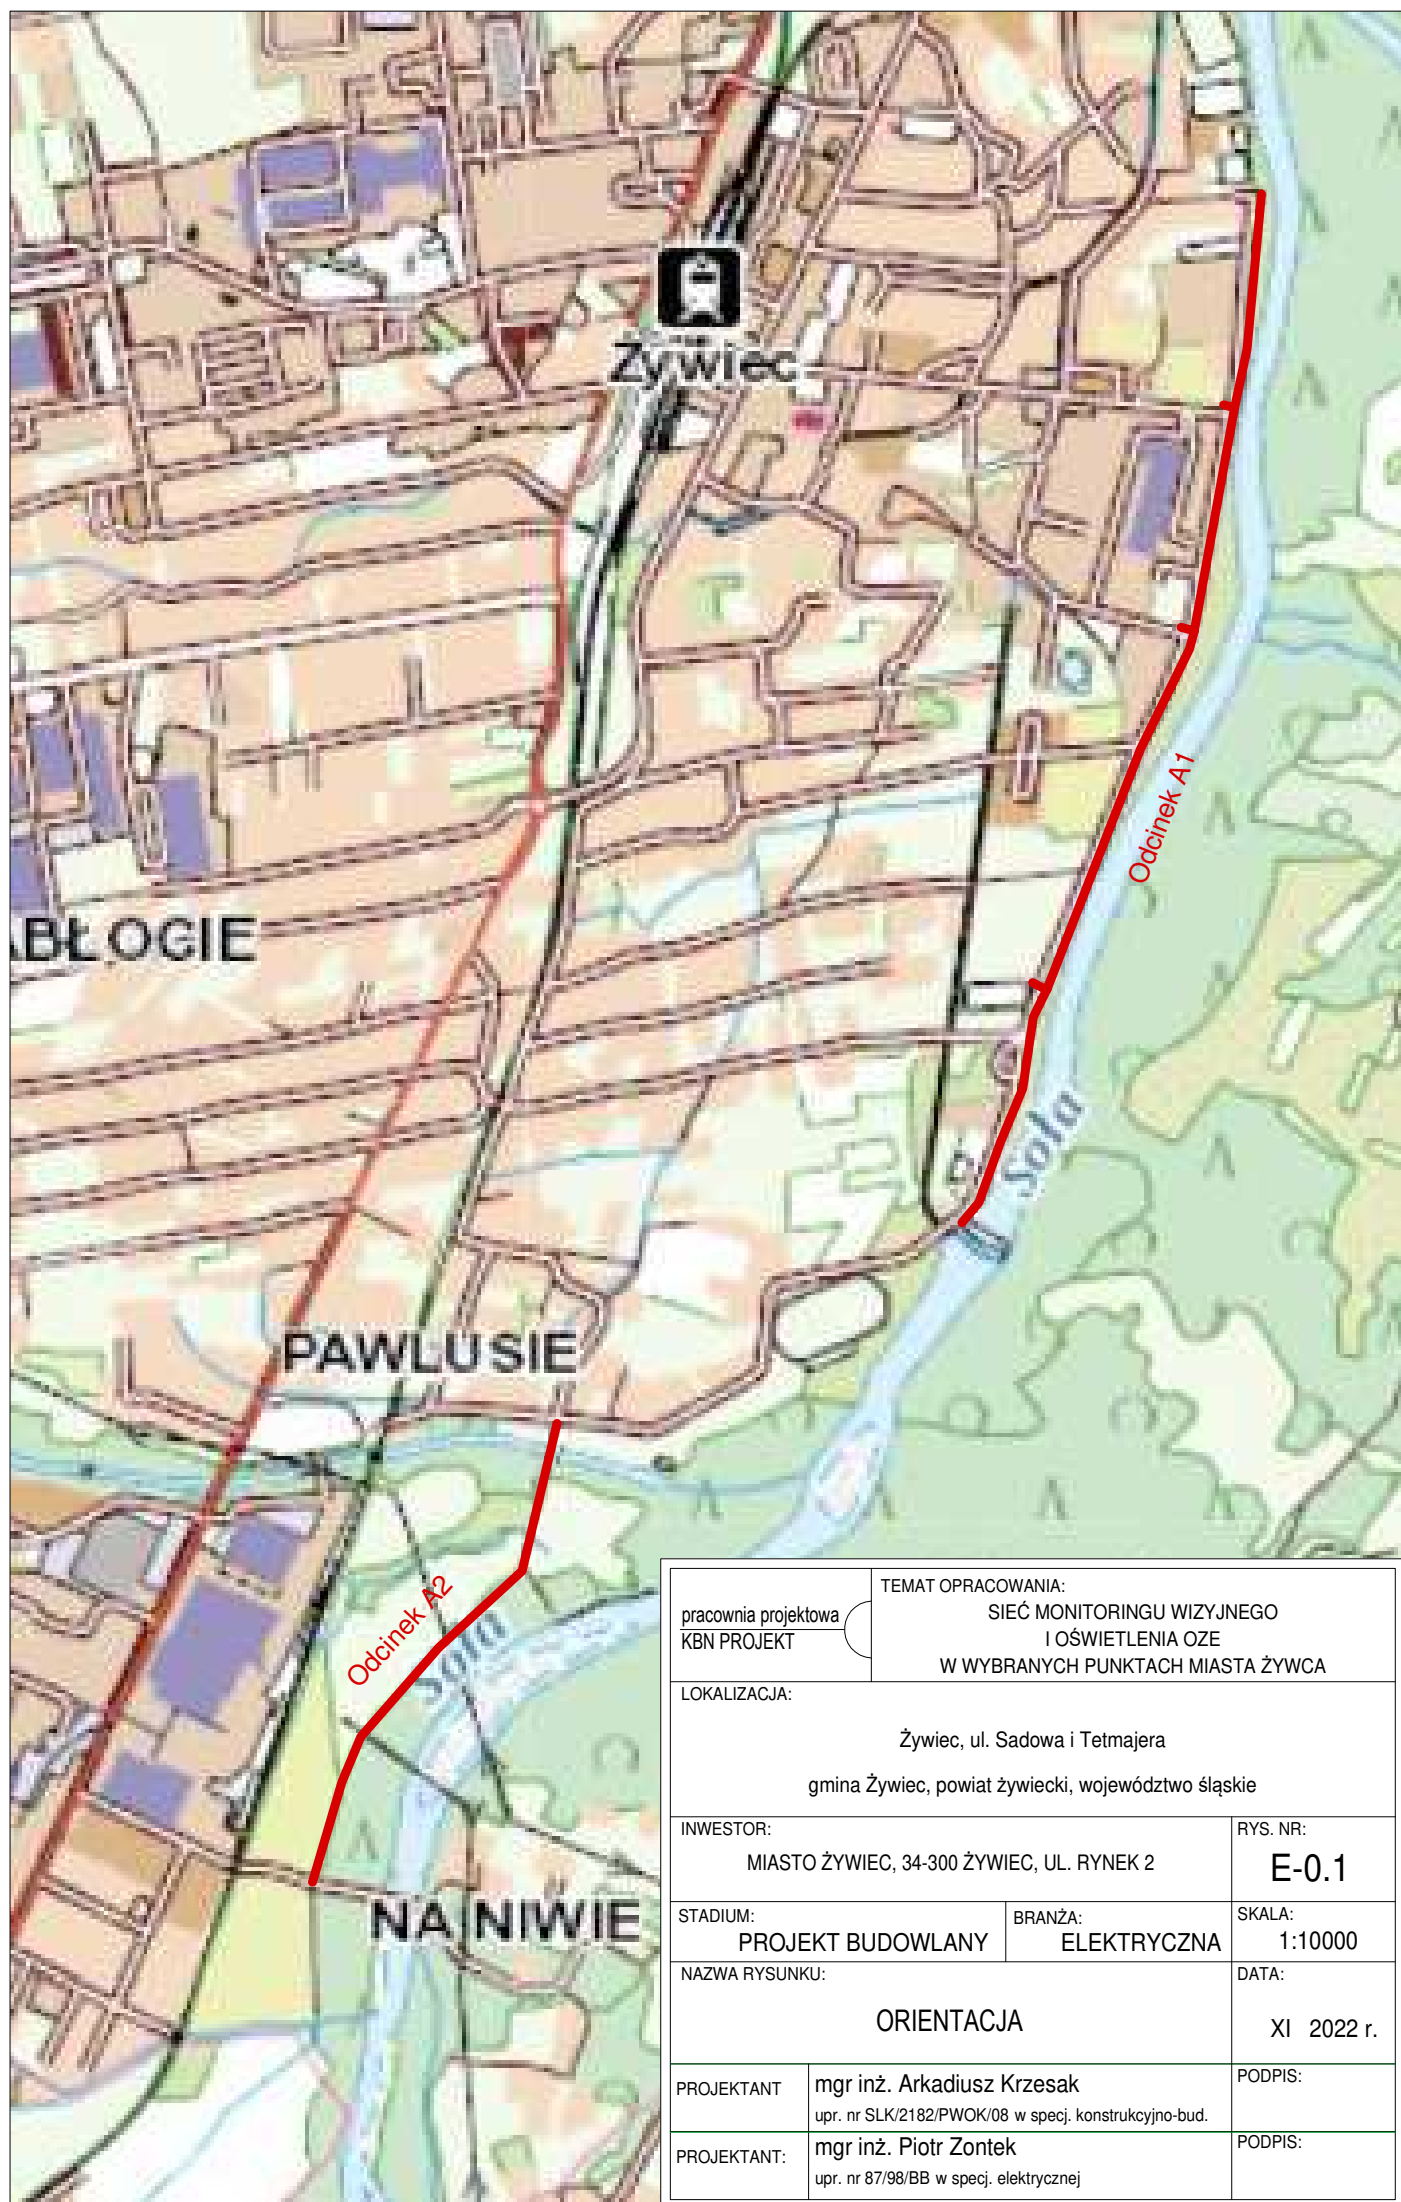 Żywiec
Odcinek A1
ABŁOCIE
Soła
PAWLUSIE
Odcinek A2
Soła
NA NIWIE
pracownia projektowa
KBN PROJEKT
TEMAT OPRACOWANIA:
SIEĆ MONITORINGU WIZYJNEGO
I OŚWIETLENIA OZE
W WYBRANYCH PUNKTACH MIASTA ŻYWCA
LOKALIZACJA:
Żywiec, ul. Sadowa i Tetmajera
gmina Żywiec, powiat żywiecki, województwo śląskie
INWESTOR:
MIASTO ŻYWIEC, 34-300 ŻYWIEC, UL. RYNEK 2
RYS. NR:
E-0.1
STADIUM:
PROJEKT BUDOWLANY
BRANŻA:
ELEKTRYCZNA
SKALA:
1:10000
NAZWA RYSUNKU:
ORIENTACJA
DATA:
XI 2022 r.
PROJEKTANT
mgr inż. Arkadiusz Krzesak
upr. nr SLK/2182/PWOK/08 w specj. konstrukcyjno-bud.
PODPIS:
PROJEKTANT:
mgr inż. Piotr Zontek
upr. nr 87/98/BB w specj. elektrycznej
PODPIS: